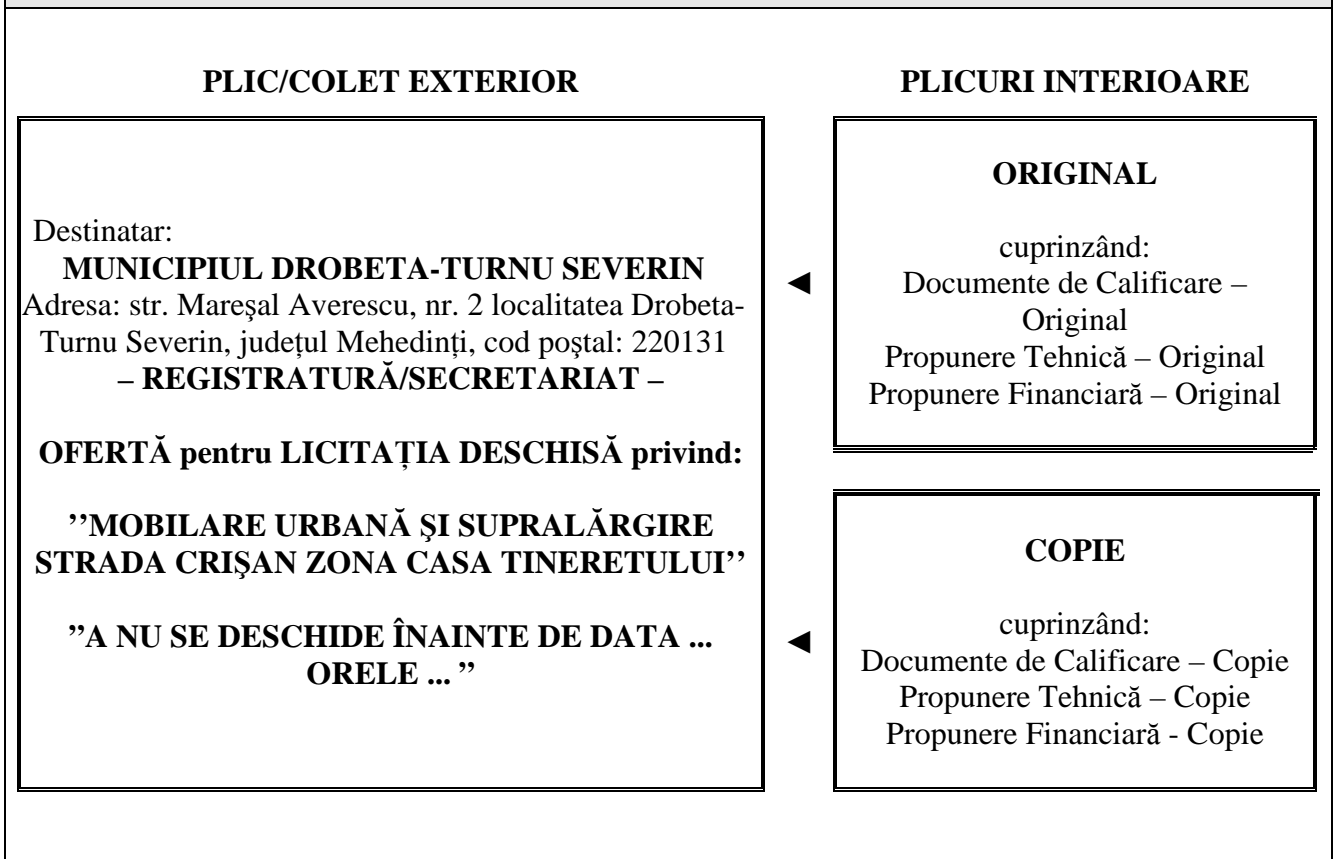 PLIC/COLET EXTERIOR
Destinatar:
MUNICIPIUL DROBETA-TURNU SEVERIN
Adresa: str. Mareşal Averescu, nr. 2 localitatea Drobeta-
Turnu Severin, județul Mehedinți, cod poştal: 220131
– REGISTRATURĂ/SECRETARIAT –
OFERTĂ pentru LICITAȚIA DESCHISĂ privind:
’’MOBILARE URBANĂ ŞI SUPRALĂRGIRE
STRADA CRIŞAN ZONA CASA TINERETULUI’’
”A NU SE DESCHIDE ÎNAINTE DE DATA ...
ORELE ... ”
PLICURI INTERIOARE
ORIGINAL
cuprinzând:
Documente de Calificare –
Original
Propunere Tehnică – Original
Propunere Financiară – Original
COPIE
cuprinzând:
Documente de Calificare – Copie
Propunere Tehnică – Copie
Propunere Financiară - Copie